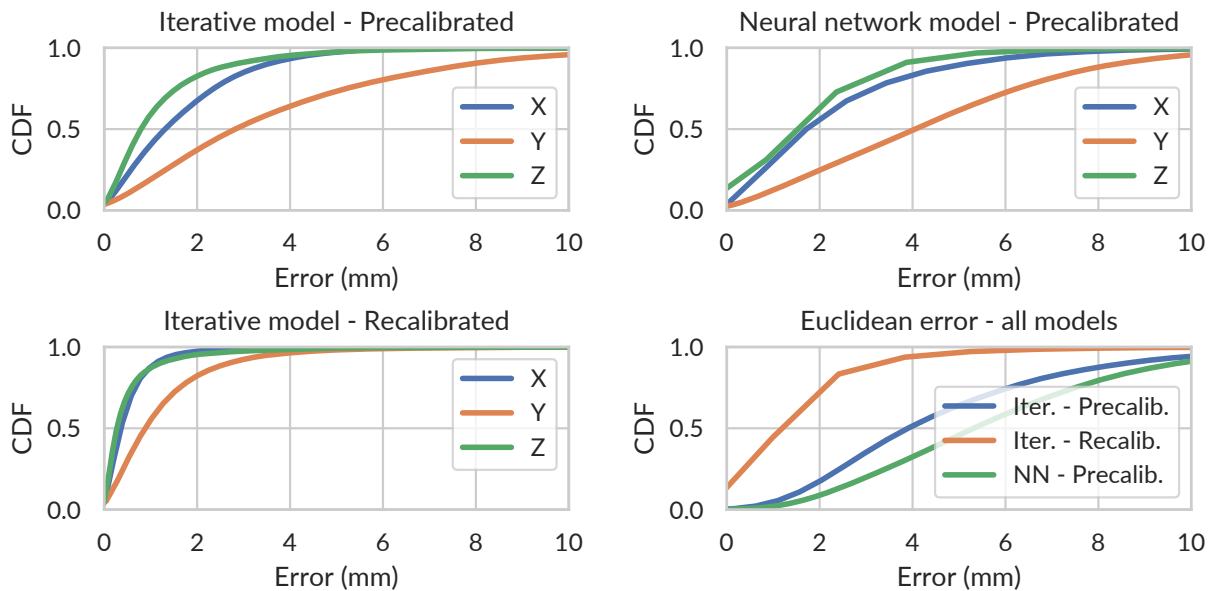 Iterative model - Precalibrated
1.0
0.5
0.0
CDF
X
Y
Z
0 2 4 6 8 10
Error (mm)
Neural network model - Precalibrated
1.0
0.5
0.0
CDF
X
Y
Z
0 2 4 6 8 10
Error (mm)
Iterative model - Recalibrated
1.0
0.5
0.0
CDF
X
Y
Z
0 2 4 6 8 10
Error (mm)
Euclidean error - all models
1.0
0.5
0.0
CDF
Iter. - Precalib.
Iter. - Recalib.
NN - Precalib.
0 2 4 6 8 10
Error (mm)